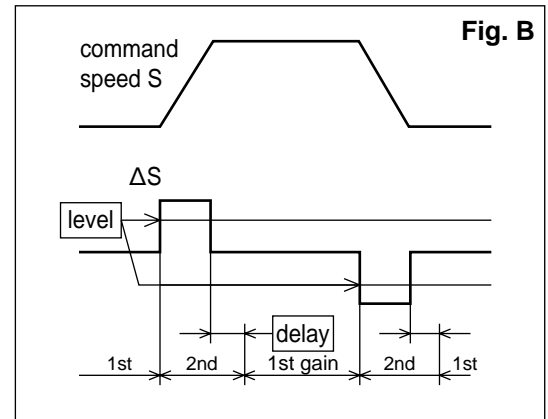 Fig. B
command
speed S
ΔS
level
delay
1st 2nd 1st gain 2nd 1st